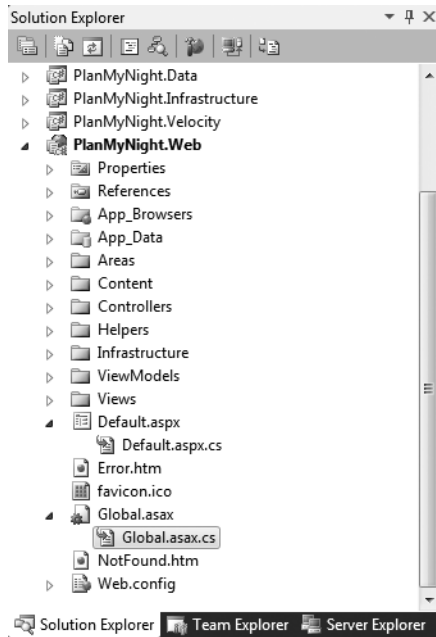 Solution Explorer
PlanMyNight.Data
PlanMyNight.Infrastructure
PlanMyNight.Velocity
PlanMyNight.Web
Properties
References
App_Browsers
App_Data
Areas
Content
Controllers
Helpers
Infrastructure
ViewModels
Views
Default.aspx
Default.aspx.cs
Error.htm
favicon.ico
Global.asax
Global.asax.cs
NotFound.htm
Web.config
Solution Explorer Team Explorer Server Explorer